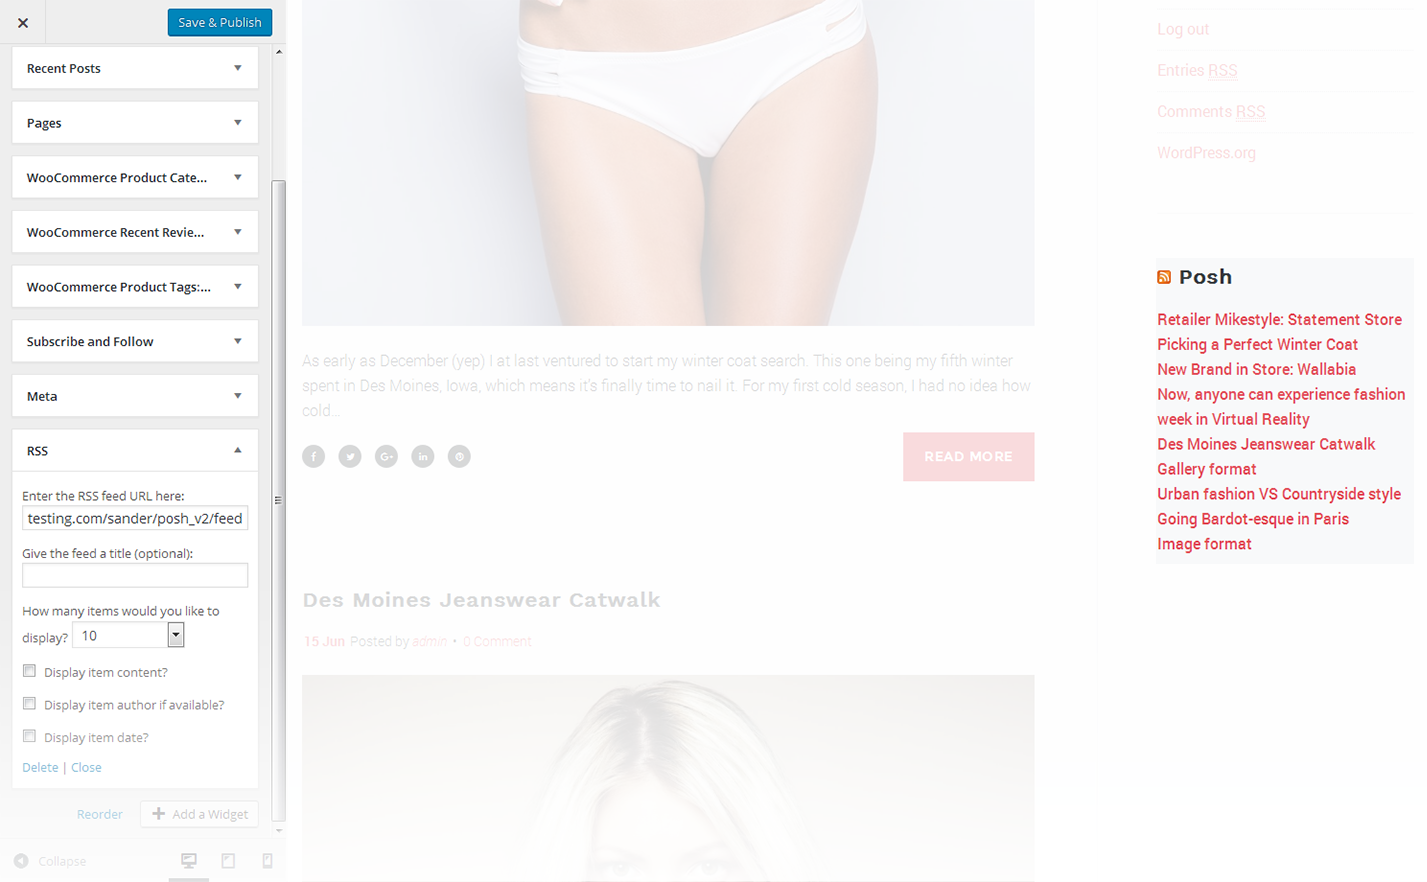 Save & Publish
Recent Posts
Pages
WooCommerce Product Cate...
WooCommerce Recent Revie...
WooCommerce Product Tags:...
Subscribe and Follow
Meta
RSS
Enter the RSS feed URL here:
testing.com/sander/posh_v2/feed
Give the feed a title (optional):
How many items would you like to
display? 10
Display item content?
Display item author if available?
Display item date?
Delete | Close
Reorder
Add a Widget
Collapse
As early as December (yep) I at last ventured to start my winter coat search. This one being my fifth winter
spent in Des Moines, Iowa, which means it's finally time to nail it. For my first cold season, I had no idea how
cold...
READ MORE
Des Moines Jeanswear Catwalk
15 Jun Posted by admin • 0 Comment
Log out
Entries RSS
Comments RSS
WordPress.org
Posh
Retailer Mikestyle: Statement Store
Picking a Perfect Winter Coat
New Brand in Store: Wallabia
Now, anyone can experience fashion
week in Virtual Reality
Des Moines Jeanswear Catwalk
Gallery format
Urban fashion VS Countryside style
Going Bardot-esque in Paris
Image format